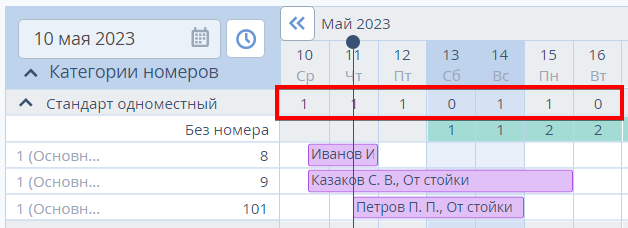 10 мая 2023 Май 2023
10 11 12 13 14 15 16
Категории номеров Ср Чт Пт Сб Вс Пн Вт
Стандарт одноместный 1 1 1 0 1 1 0
Без номера 1 1 2 2
1 (Основн... 8 Иванов И
1 (Основн... 9 Казаков С. В., От стойки
1 (Основн... 101 Петров П. П., От стойки